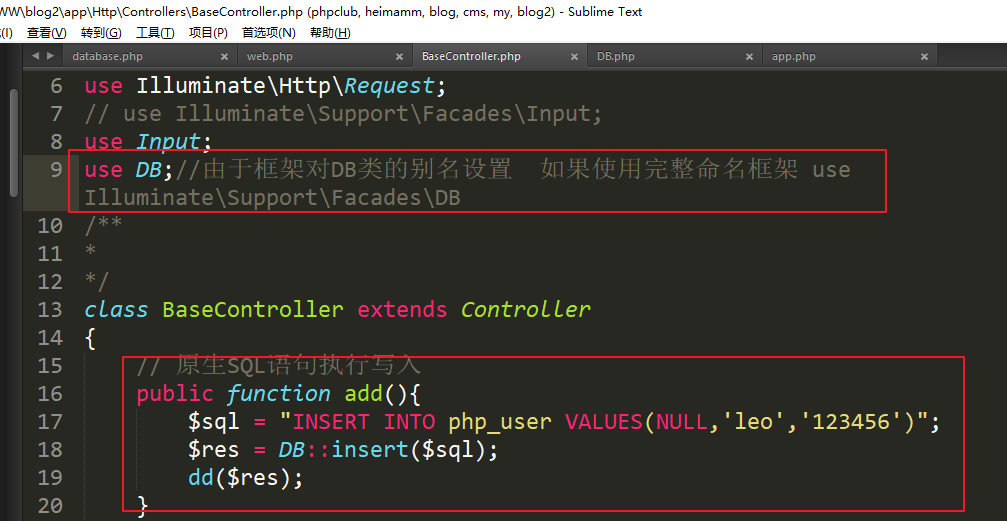 WW\blog2\app\Http\Controllers\BaseController.php (phpclub, heimamm, blog, cms, my, blog2) - Sublime Text
(I) 查看(V) 转到(G) 工具(T) 项目(P) 首选项(N) 帮助(H)
database.php × web.php × BaseController.php × DB.php × app.php ×
6 use Illuminate\Http\Request;
7 // use Illuminate\Support\Facades\Input;
8 use Input;
9 use DB;//由于框架对DB类的别名设置 如果使用完整命名框架 use
Illuminate\Support\Facades\DB
10 /**
11 *
12 */
13 class BaseController extends Controller
14 {
15 // 原生SQL语句执行写入
16 public function add(){
17 $sql = "INSERT INTO php_user VALUES(NULL,'leo','123456')";
18 $res = DB::insert($sql);
19 dd($res);
20 }